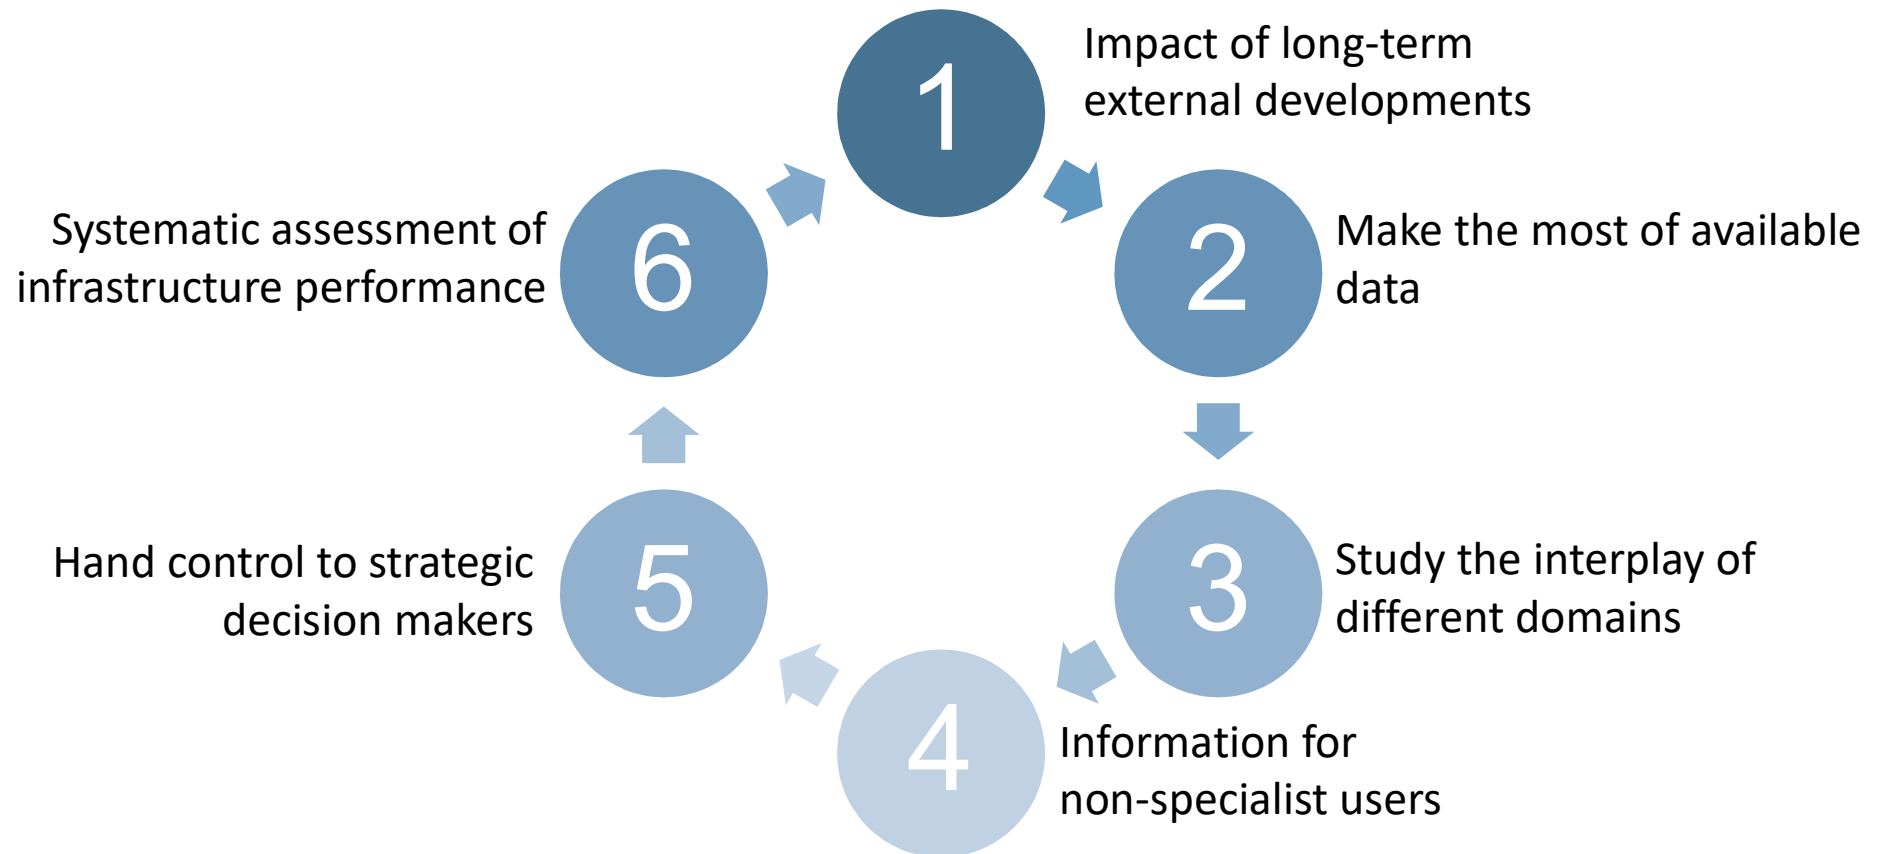 1
Impact of long-term
external developments
2
Make the most of available
data
3
Study the interplay of
different domains
4
Information for
non-specialist users
5
Hand control to strategic
decision makers
6
Systematic assessment of
infrastructure performance